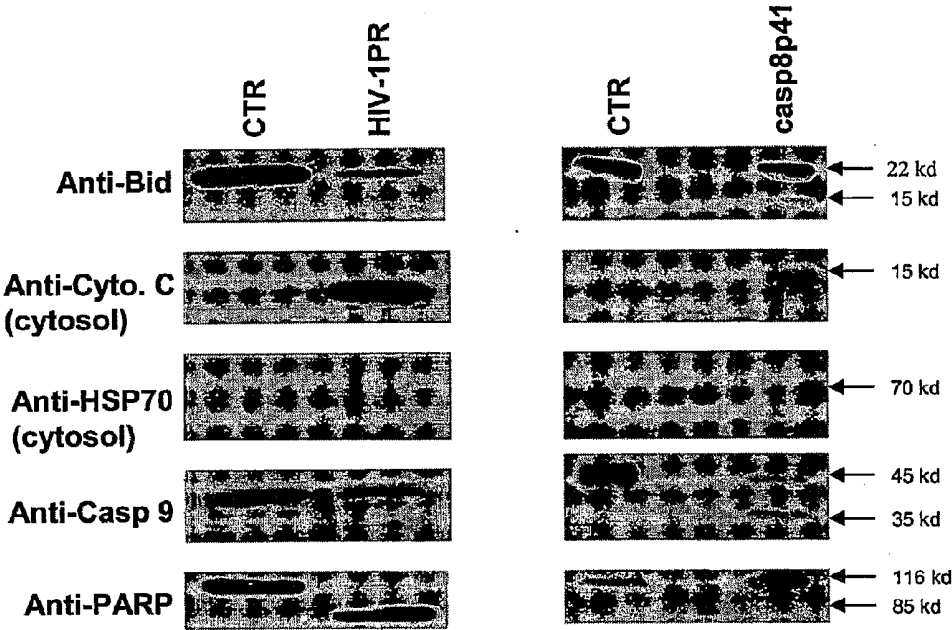 CTR
HIV-1PR
CTR
casp8p41
Anti-Bid
22 kd
15 kd
Anti-Cyto. C
(cytosol)
15 kd
Anti-HSP70
(cytosol)
70 kd
Anti-Casp 9
45 kd
35 kd
Anti-PARP
116 kd
85 kd